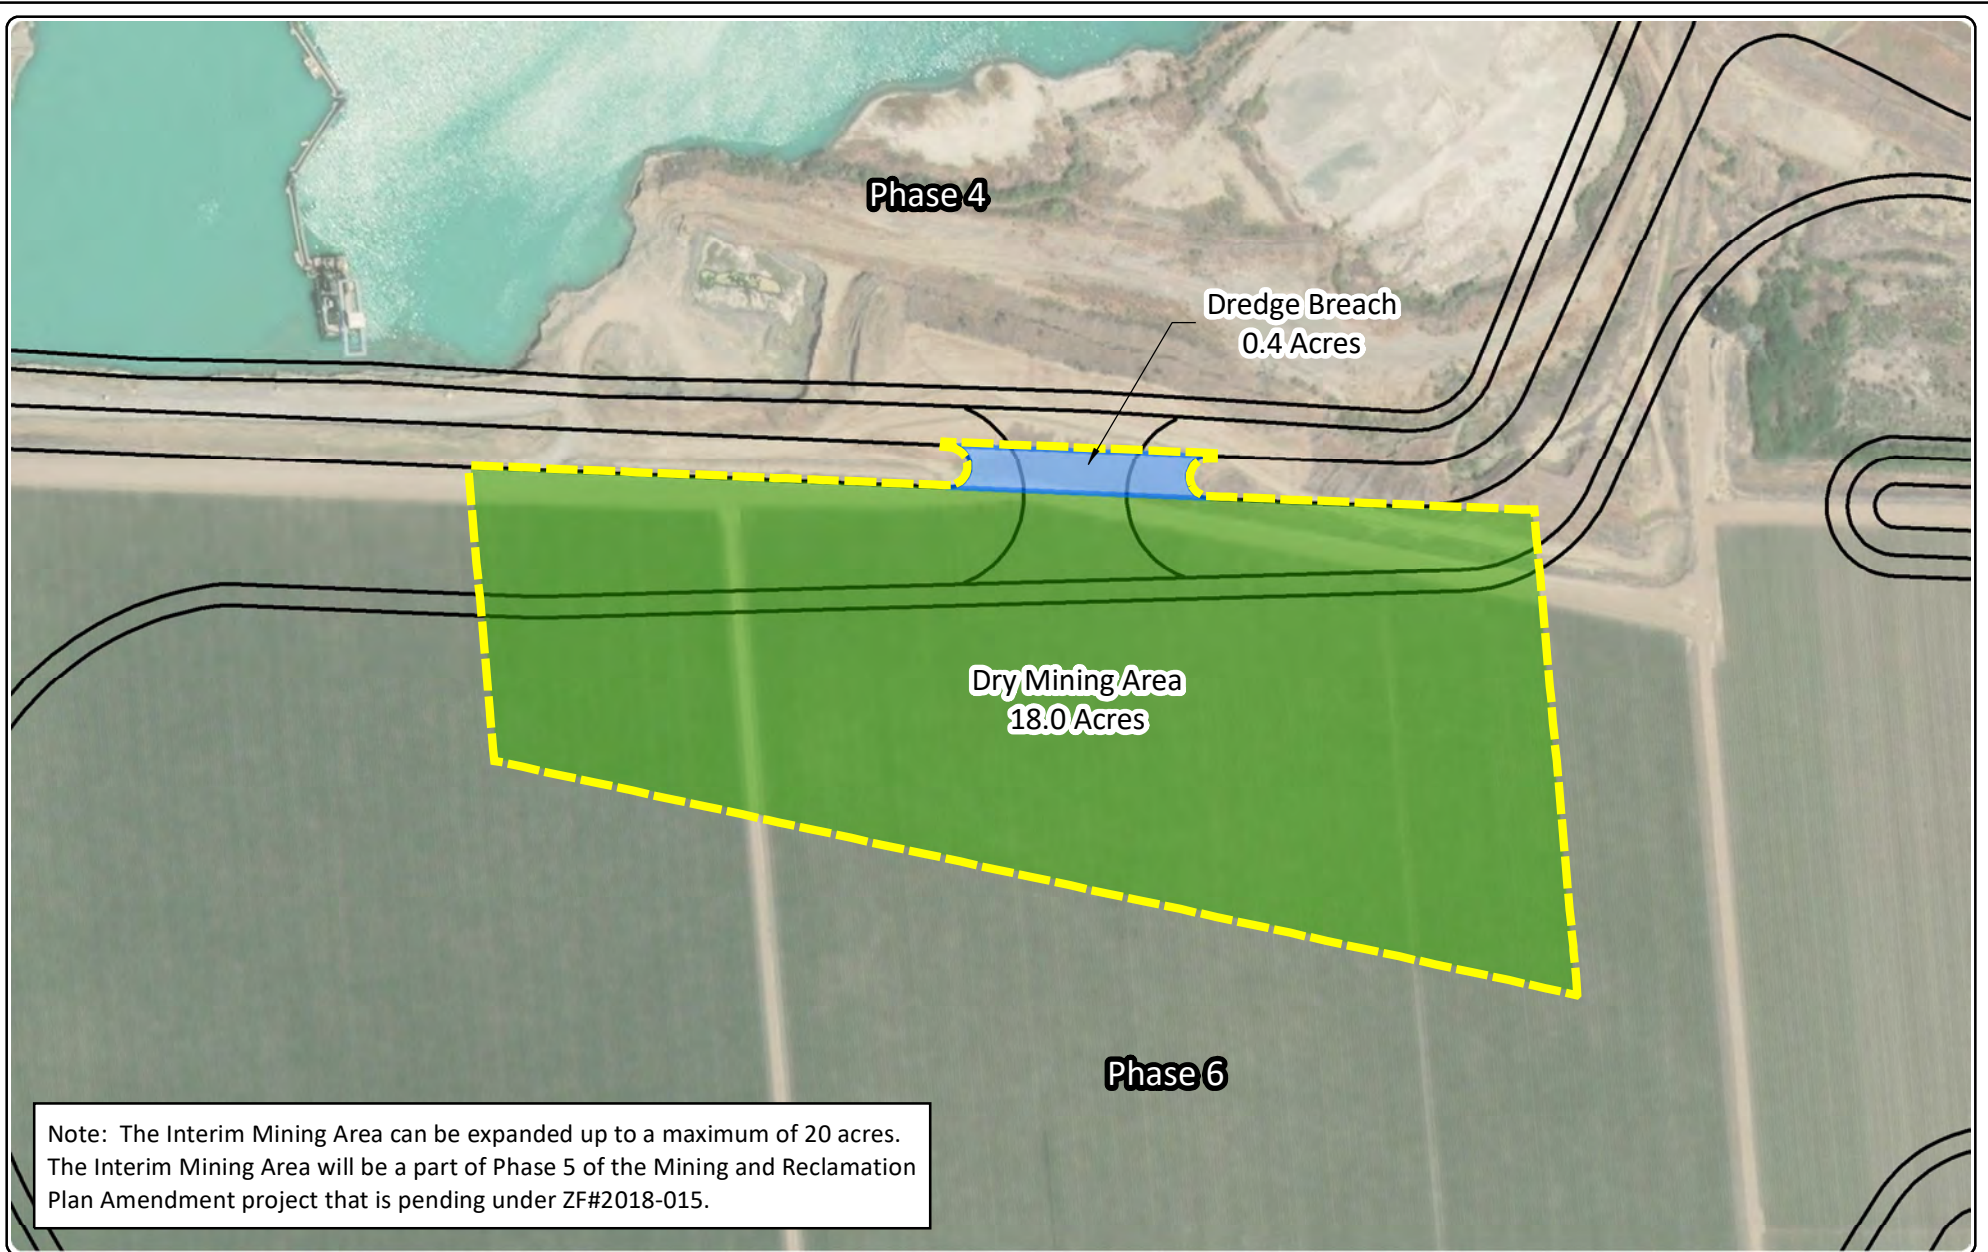 Phase 4
Dredge Breach
0.4 Acres
Dry Mining Area
18.0 Acres
Phase 6
Note: The Interim Mining Area can be expanded up to a maximum of 20 acres.
The Interim Mining Area will be a part of Phase 5 of the Mining and Reclamation
Plan Amendment project that is pending under ZF#2018-015.